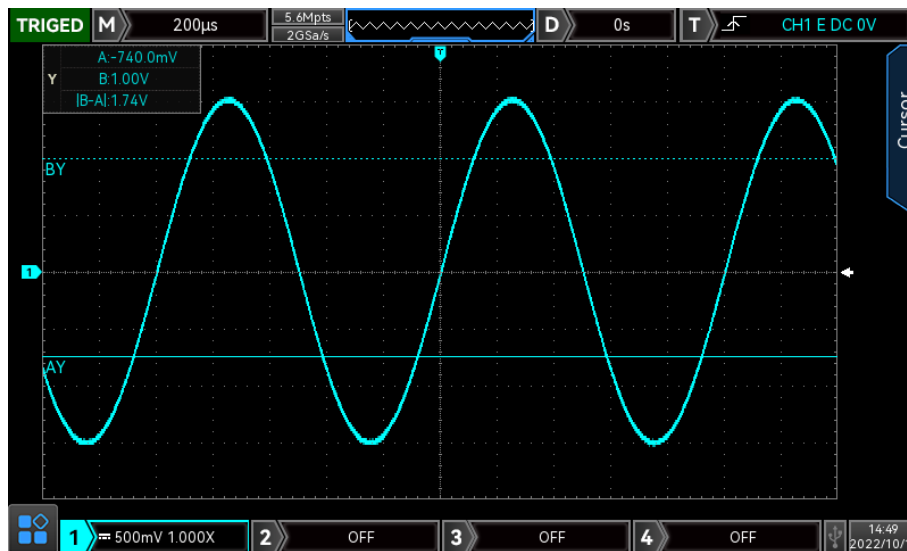 TRIGED M 200μs 5.6Mpts 2GSa/s D 0s T CH1 E DC 0V
A:-740.0mV
Y B:1.00V
|B-A|:1.74V
T
Cursor
BY
1
AY
1 500mV 1.000X 2 OFF 3 OFF 4 OFF 14:49